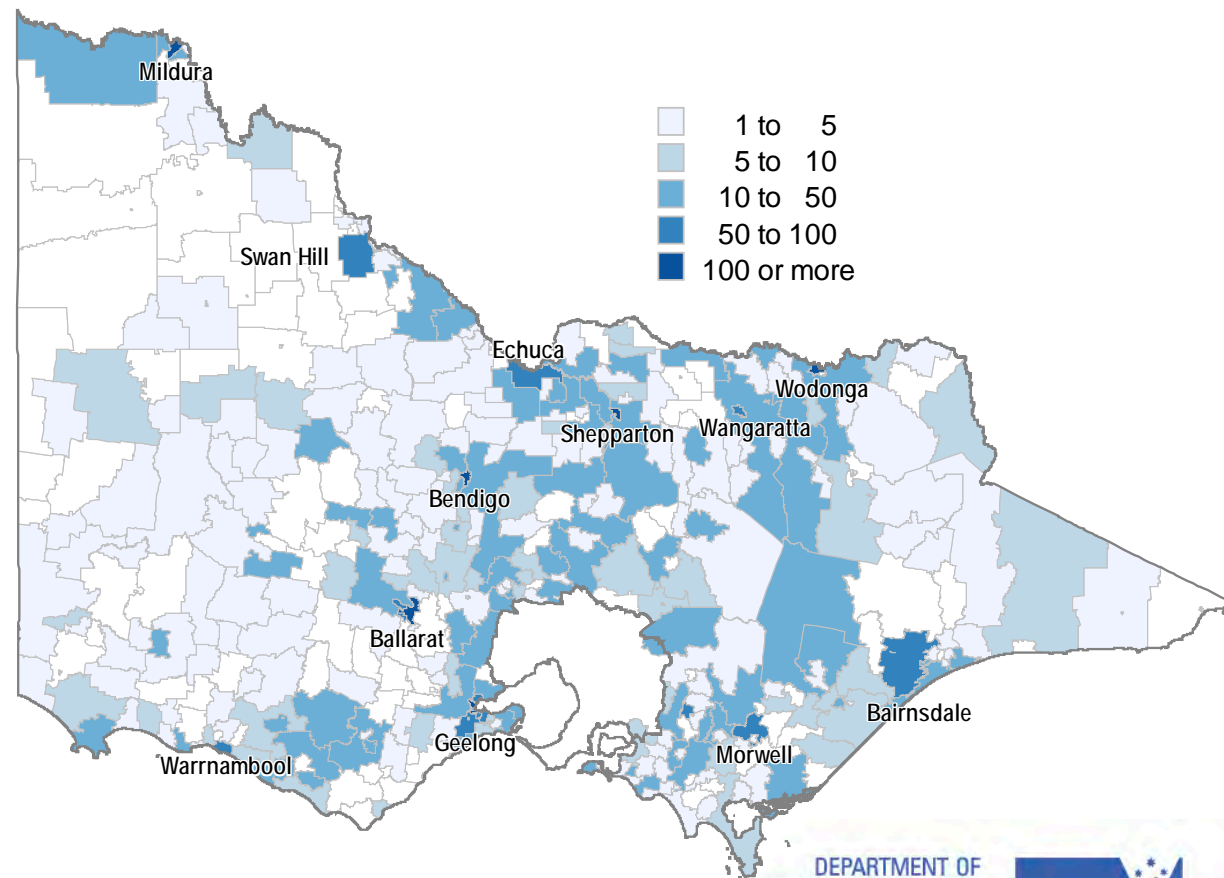 Mildura
1 to 5
5 to 10
10 to 50
50 to 100
100 or more
Swan Hill
Echuca
Wodonga
Shepparton
Wangaratta
Bendigo
Ballarat
Bairnsdale
Geelong
Morwell
Warrnambool
DEPARTMENT OF